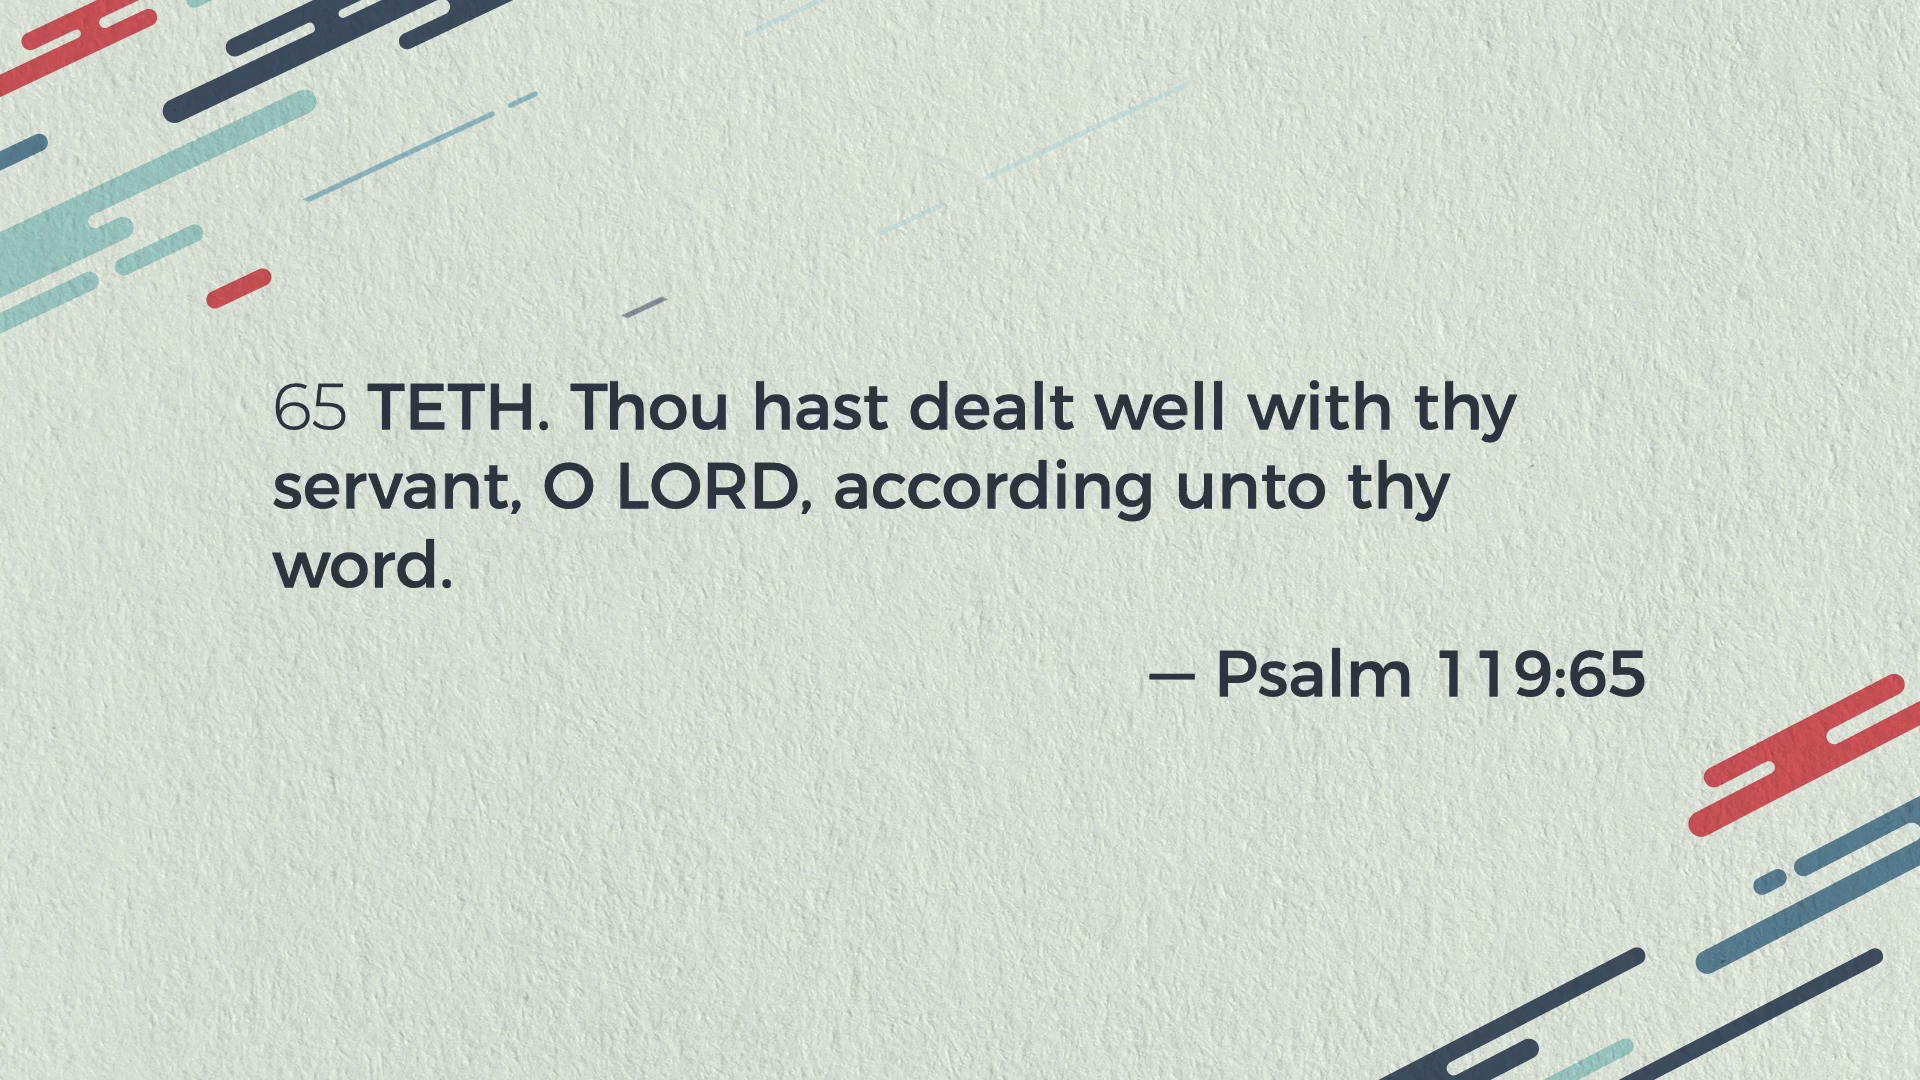 65 TETH. Thou hast dealt well with thy
servant, O LORD, according unto thy
word.
— Psalm 119:65